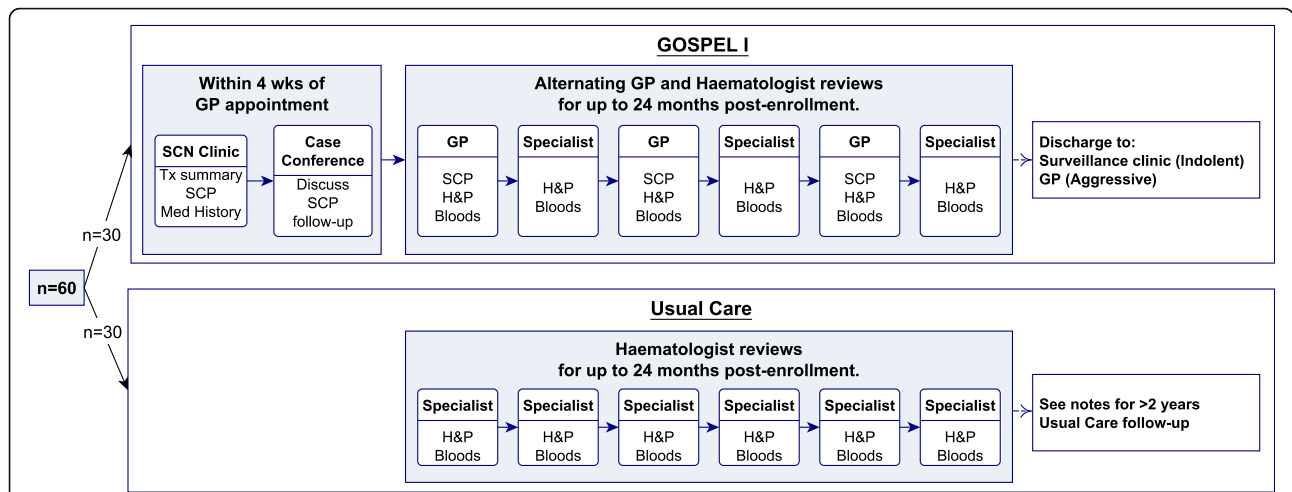 GOSPEL I
Within 4 wks of
GP appointment
SCN Clinic
Tx summary
SCP
Med History
Case
Conference
Discuss
SCP
follow-up
Alternating GP and Haematologist reviews
for up to 24 months post-enrollment.
GP
SCP
H&P
Bloods
Specialist
H&P
Bloods
GP
SCP
H&P
Bloods
Specialist
H&P
Bloods
GP
SCP
H&P
Bloods
Specialist
H&P
Bloods
Discharge to:
Surveillance clinic (Indolent)
GP (Aggressive)
n=30
n=60
n=30
Usual Care
Haematologist reviews
for up to 24 months post-enrollment.
Specialist
H&P
Bloods
Specialist
H&P
Bloods
Specialist
H&P
Bloods
Specialist
H&P
Bloods
Specialist
H&P
Bloods
Specialist
H&P
Bloods
See notes for >2 years
Usual Care follow-up